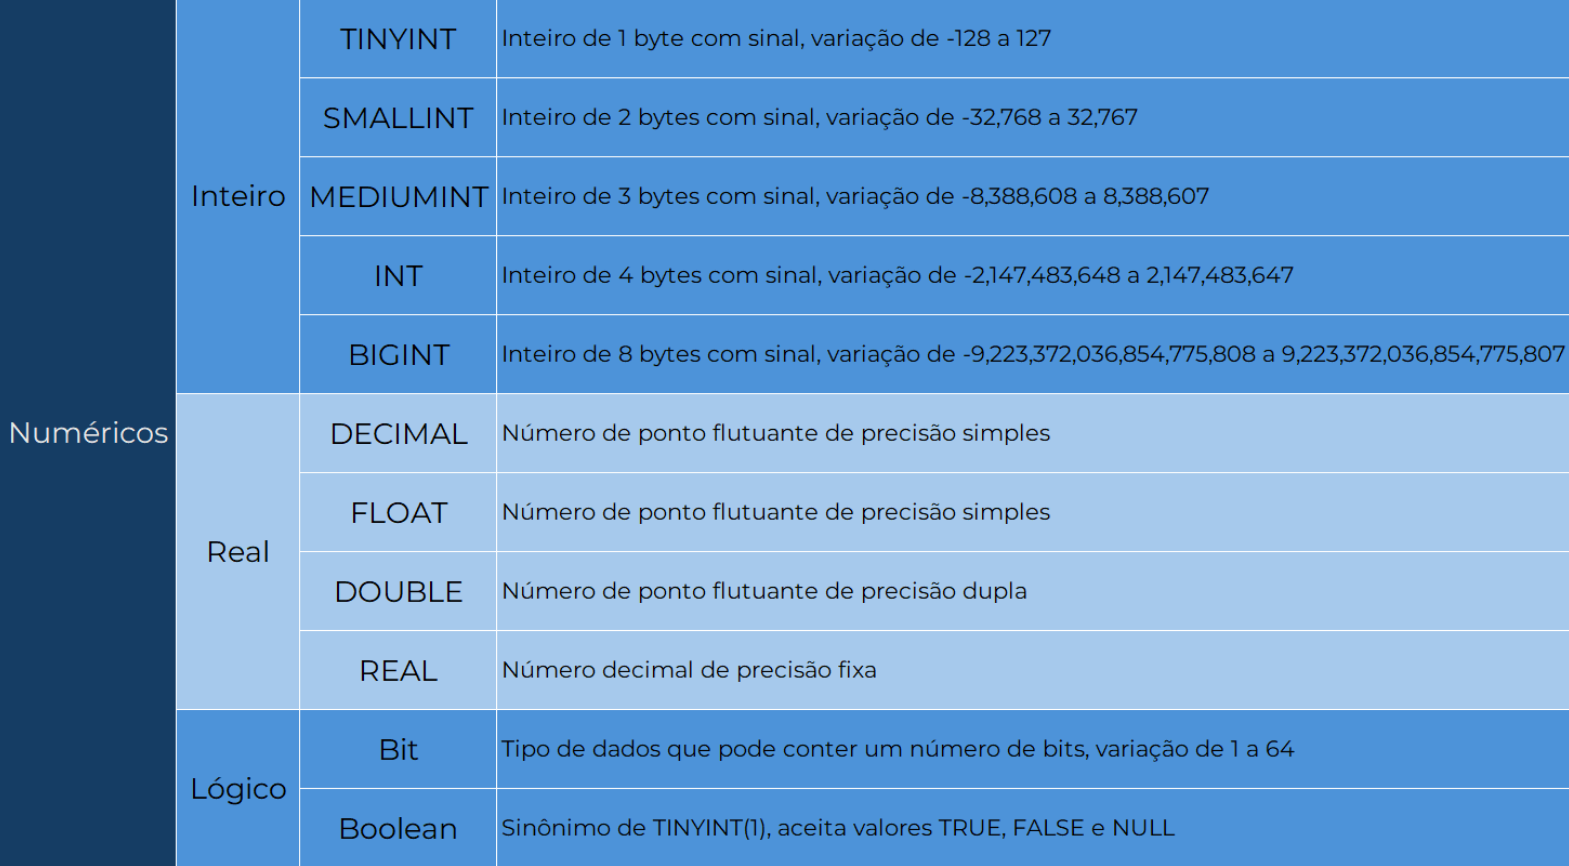 Numéricos
Inteiro
TINYINT
Inteiro de 1 byte com sinal, variação de -128 a 127
SMALLINT
Inteiro de 2 bytes com sinal, variação de -32,768 a 32,767
MEDIUMINT
Inteiro de 3 bytes com sinal, variação de -8,388,608 a 8,388,607
INT
Inteiro de 4 bytes com sinal, variação de -2,147,483,648 a 2,147,483,647
BIGINT
Inteiro de 8 bytes com sinal, variação de -9,223,372,036,854,775,808 a 9,223,372,036,854,775,807
Real
DECIMAL
Número de ponto flutuante de precisão simples
FLOAT
Número de ponto flutuante de precisão simples
DOUBLE
Número de ponto flutuante de precisão dupla
REAL
Número decimal de precisão fixa
Lógico
Bit
Tipo de dados que pode conter um número de bits, variação de 1 a 64
Boolean
Sinônimo de TINYINT(1), aceita valores TRUE, FALSE e NULL